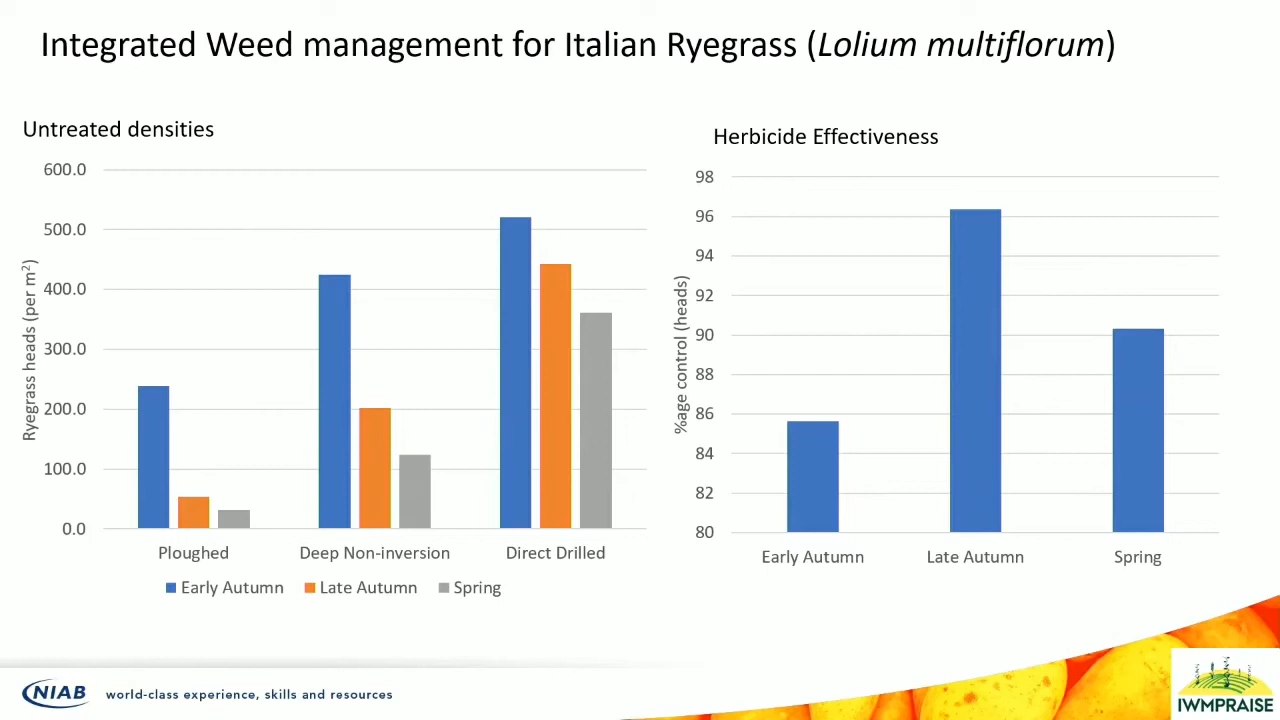 Integrated Weed management for Italian Ryegrass (Lolium multiflorum)
Untreated densities
600.0
500.0
400.0
300.0
200.0
100.0
0.0
Ryegrass heads (per m²)
Ploughed Deep Non-inversion Direct Drilled
Early Autumn Late Autumn Spring
Herbicide Effectiveness
98
96
94
92
90
88
86
84
82
80
%age control (heads)
Early Autumn Late Autumn Spring
NIAB world-class experience, skills and resources
IWMPRAISE